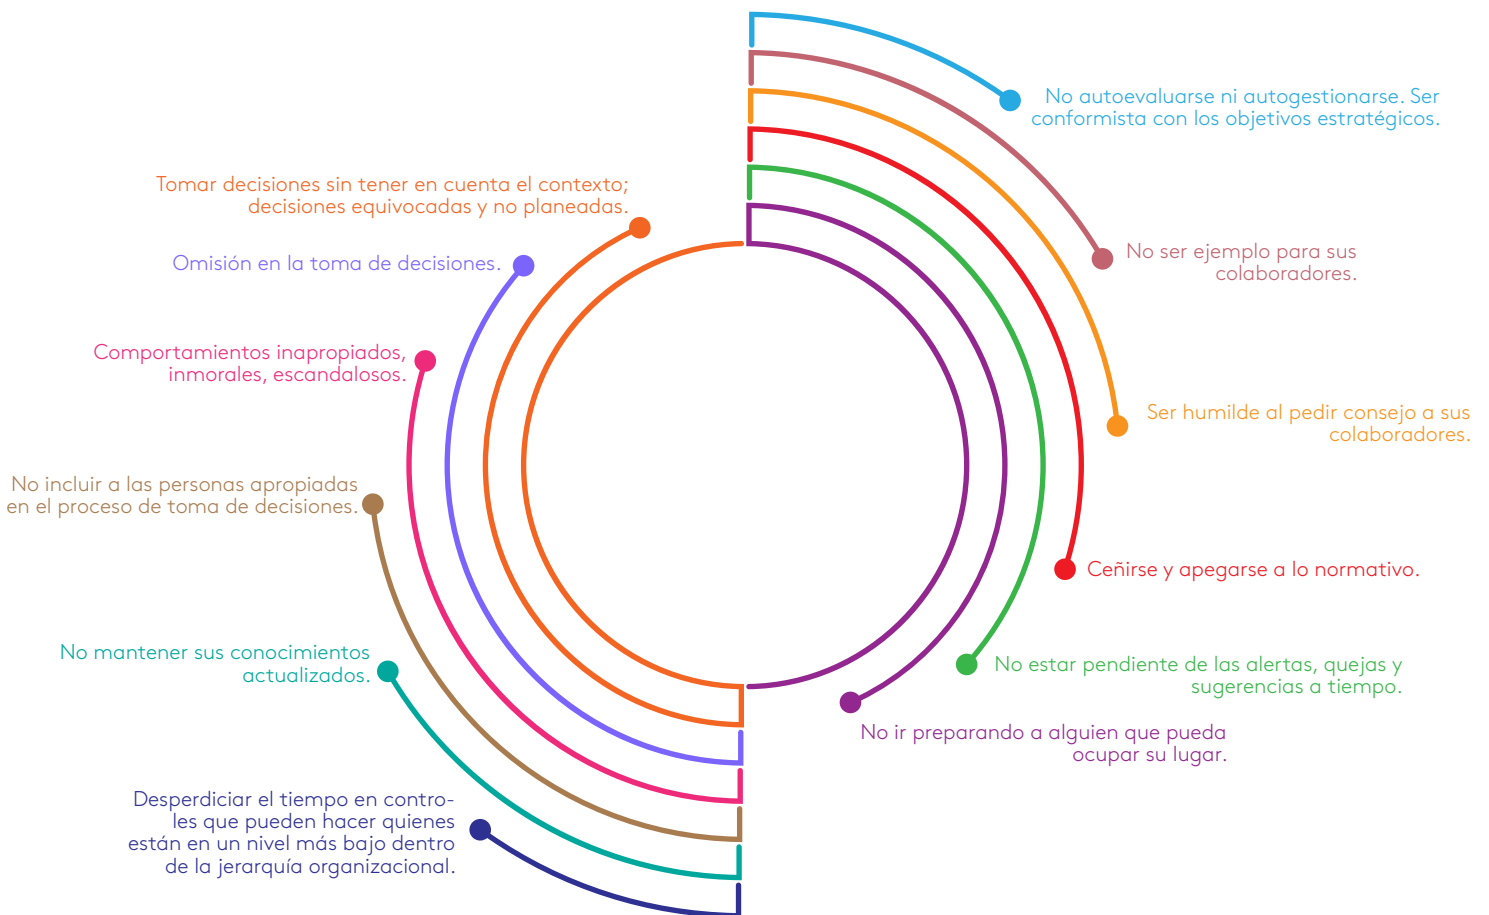 No autoevaluarse ni autogestionarse. Ser
conformista con los objetivos estratégicos.
No ser ejemplo para sus
colaboradores.
Ser humilde al pedir consejo a sus
colaboradores.
Ceñirse y apegarse a lo normativo.
No estar pendiente de las alertas, quejas y
sugerencias a tiempo.
No ir preparando a alguien que pueda
ocupar su lugar.
Tomar decisiones sin tener en cuenta el contexto;
decisiones equivocadas y no planeadas.
Omisión en la toma de decisiones.
Comportamientos inapropiados,
inmorales, escandalosos.
No incluir a las personas apropiadas
en el proceso de toma de decisiones.
No mantener sus conocimientos
actualizados.
Desperdiciar el tiempo en contro-
les que pueden hacer quienes
están en un nivel más bajo dentro
de la jerarquía organizacional.